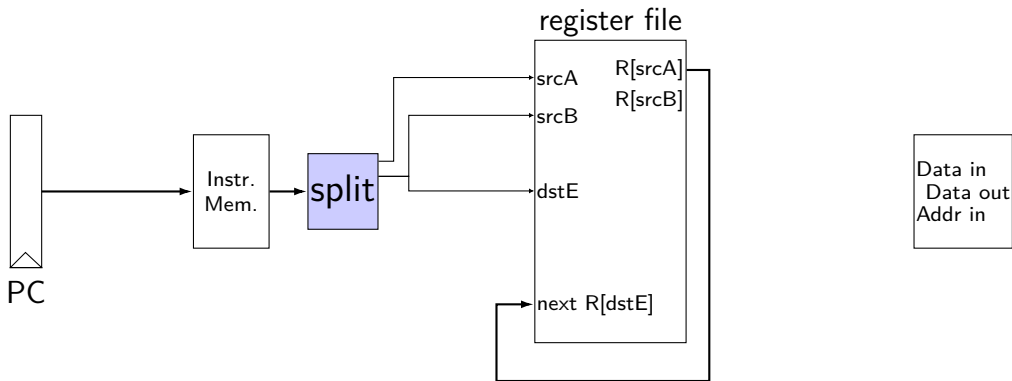 register file
srcA
R[srcA]
R[srcB]
srcB
Instr.
Mem.
split
dstE
Data in
Data out
Addr in
PC
next R[dstE]